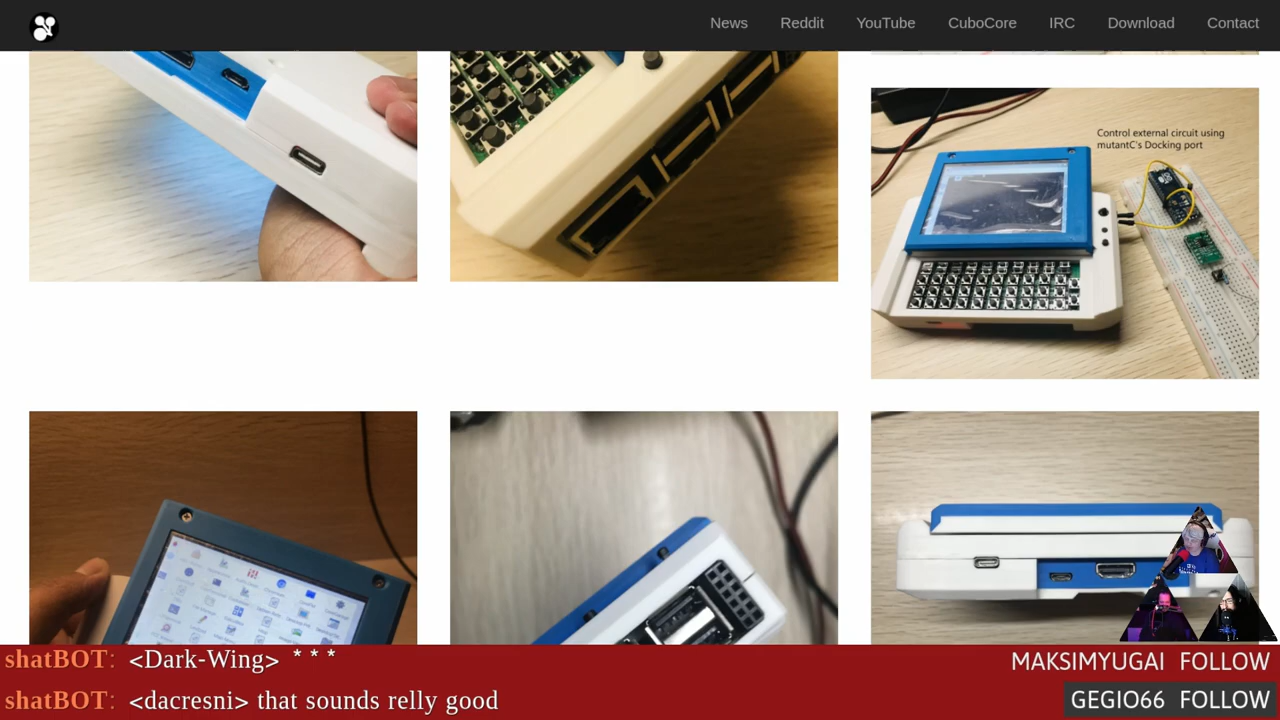 News Reddit YouTube CuboCore IRC Download Contact
Control external circuit using
mutantC's Docking port
shatBOT: <Dark-Wing> * * *
MAKSIMYUGAI FOLLOW
shatBOT: <dacresni> that sounds relly good
GEGIO66 FOLLOW